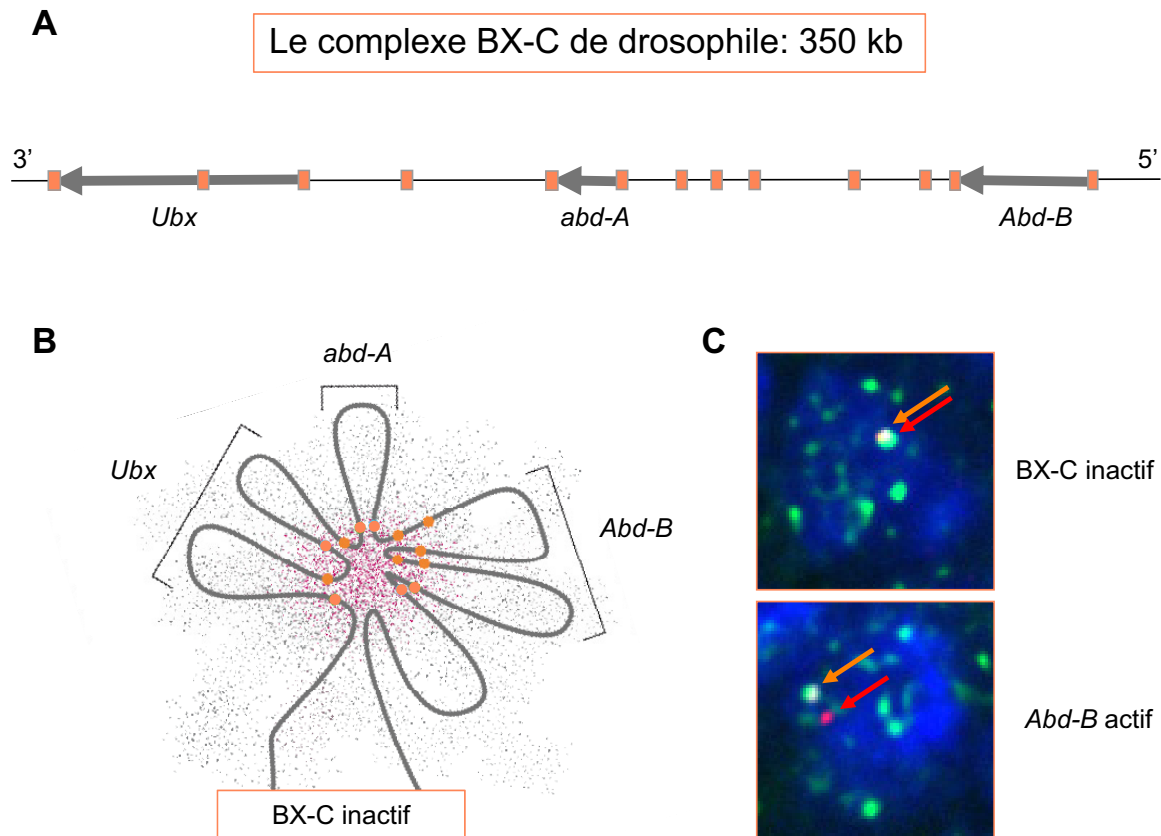 A
Le complexe BX-C de drosophile: 350 kb
3’
5’
Ubx
abd-A
Abd-B
B
abd-A
Ubx
Abd-B
BX-C inactif
C
BX-C inactif
Abd-B actif